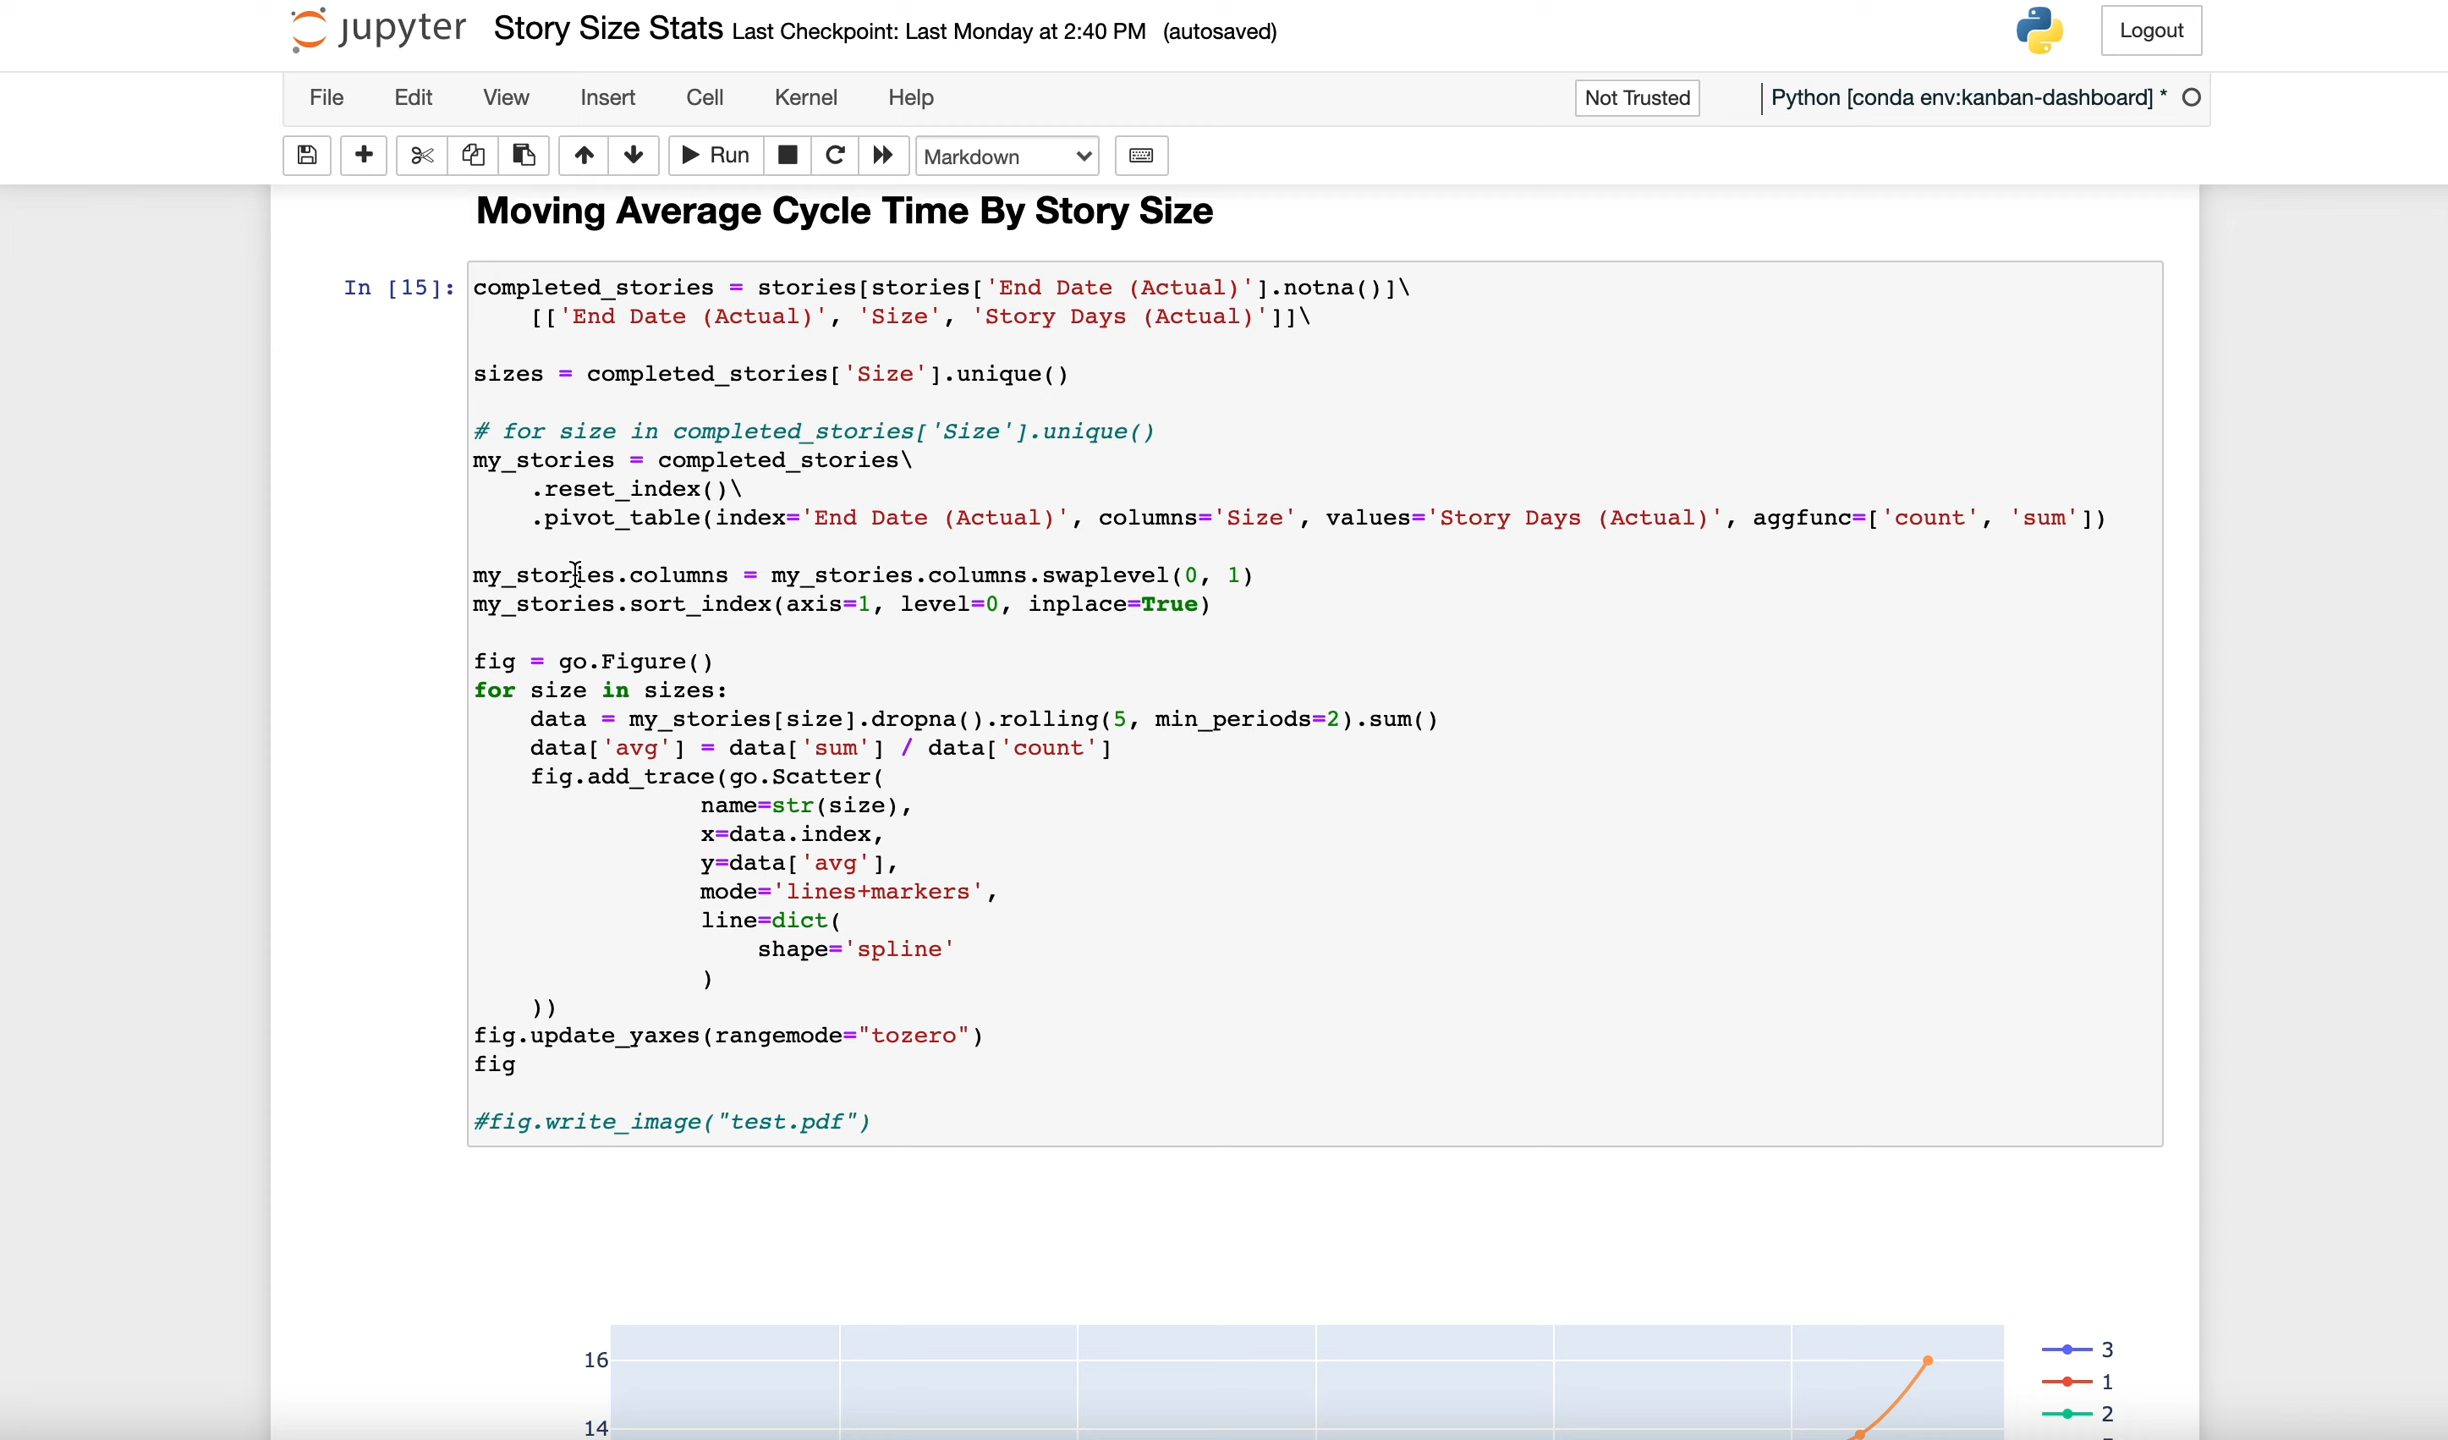 jupyter Story Size Stats Last Checkpoint: Last Monday at 2:40 PM (autosaved) Logout
File Edit View Insert Cell Kernel Help Not Trusted Python [conda env:kanban-dashboard] *
Run Markdown
Moving Average Cycle Time By Story Size
In [15]: completed_stories = stories[stories['End Date (Actual)'].notna()]\
[['End Date (Actual)', 'Size', 'Story Days (Actual)']]\
sizes = completed_stories['Size'].unique()
# for size in completed_stories['Size'].unique()
my_stories = completed_stories\
.reset_index()\
.pivot_table(index='End Date (Actual)', columns='Size', values='Story Days (Actual)', aggfunc=['count', 'sum'])
my_stories.columns = my_stories.columns.swaplevel(0, 1)
my_stories.sort_index(axis=1, level=0, inplace=True)
fig = go.Figure()
for size in sizes:
data = my_stories[size].dropna().rolling(5, min_periods=2).sum()
data['avg'] = data['sum'] / data['count']
fig.add_trace(go.Scatter(
name=str(size),
x=data.index,
y=data['avg'],
mode='lines+markers',
line=dict(
shape='spline'
)
))
fig.update_yaxes(rangemode="tozero")
fig
#fig.write_image("test.pdf")
16 3
1
14 2